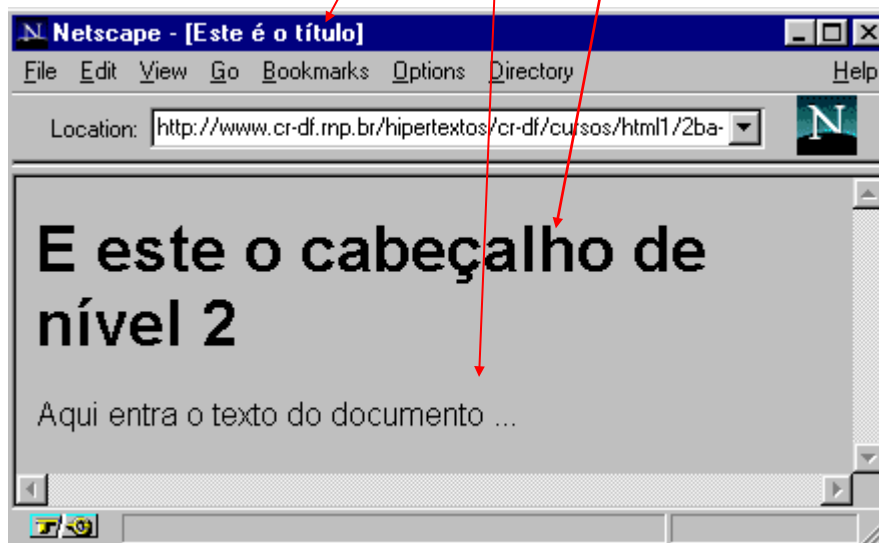 N Netscape - [Este é o título]
File Edit View Go Bookmarks Options Directory Help
Location: http://www.cr-df.rnp.br/hipertextos/cr-df/cursos/html1/2ba- N
E este o cabeçalho de
nível 2
Aqui entra o texto do documento ...